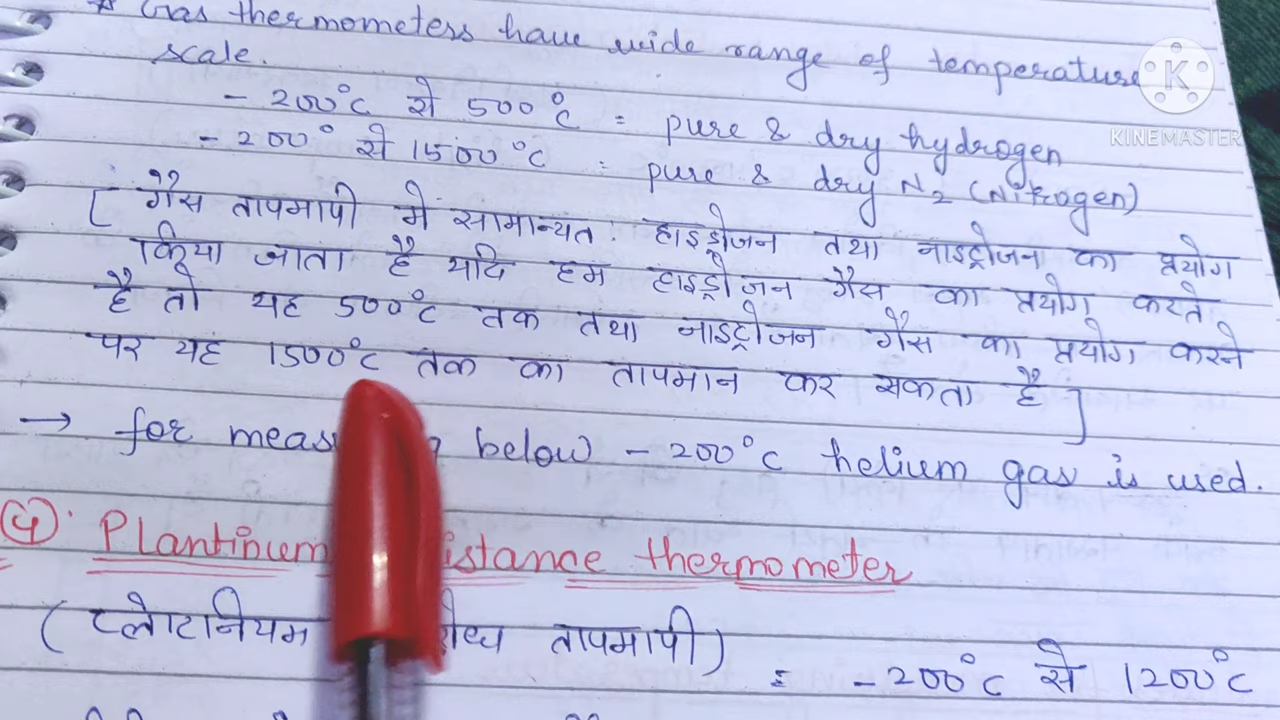 * Gas thermometers have wide range of temperature
scale.
- 200°C से 500°C = pure & dry hydrogen
- 200° से 1500°C = pure & dry N2 (Nitrogen)
[ गैस तापमापी में सामान्यत: हाइड्रोजन तथा नाइट्रोजन का प्रयोग
किया जाता है यदि हम हाइड्रोजन गैस का प्रयोग करते
है तो यह 500°C तक तथा नाइट्रोजन गैस का प्रयोग करने
पर यह 1500°C तक का तापमान कर सकता है ]
→ for below - 200°C helium gas is used.
(4). Plantinum thermometer
(प्लेटिनियम तापमापी) = - 200°C से 1200°C
K
KINEMASTER